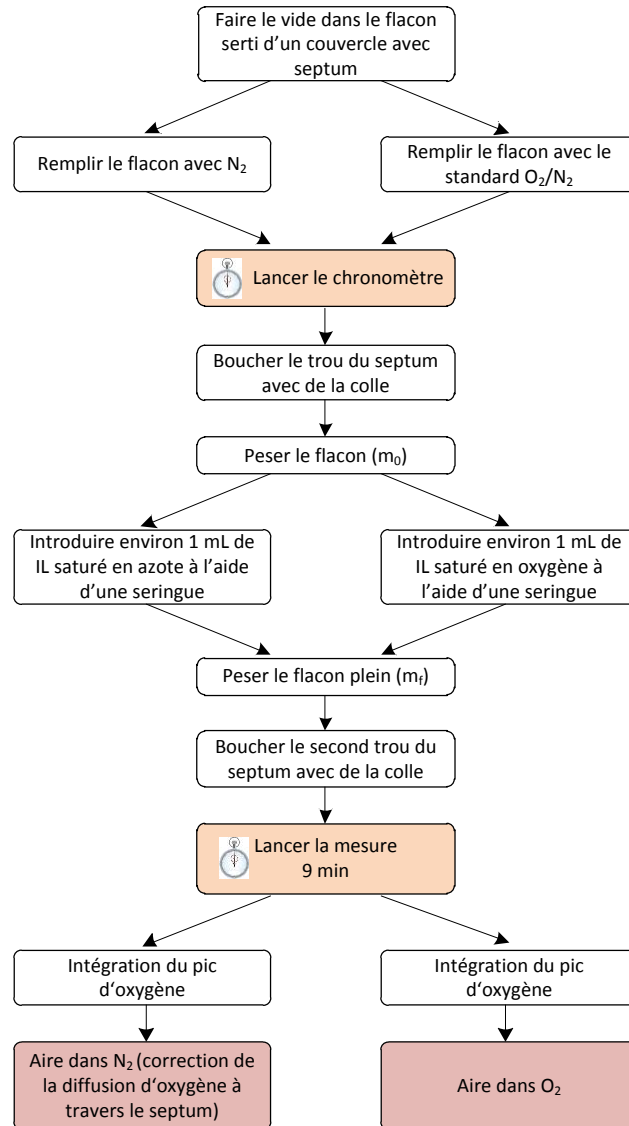 Faire le vide dans le flacon
serti d’un couvercle avec
septum
Remplir le flacon avec N₂
Remplir le flacon avec le
standard O₂/N₂
Lancer le chronomètre
Boucher le trou du septum
avec de la colle
Peser le flacon (m₀)
Introduire environ 1 mL de
IL saturé en azote à l’aide
d’une seringue
Introduire environ 1 mL de
IL saturé en oxygène à
l’aide d’une seringue
Peser le flacon plein (m_f)
Boucher le second trou du
septum avec de la colle
Lancer la mesure
9 min
Intégration du pic
d‘oxygène
Intégration du pic
d‘oxygène
Aire dans N₂ (correction de
la diffusion d‘oxygène à
travers le septum)
Aire dans O₂